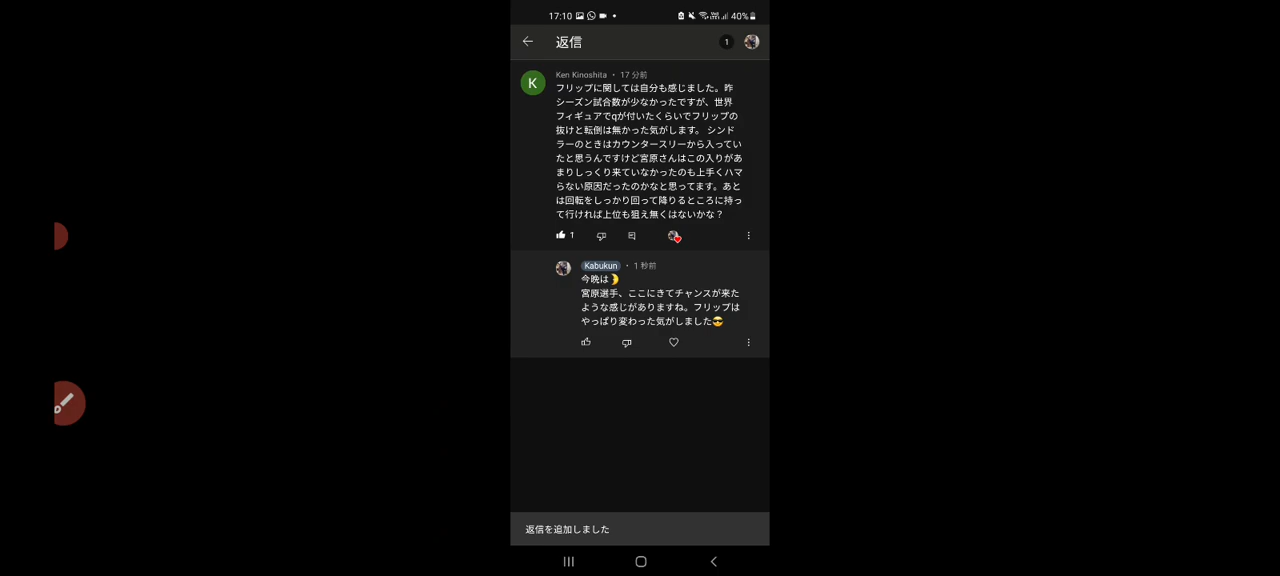 17:10
40%
返信
1
Ken Kinoshita ・ 17 分前
フリップに関しては自分も感じました。昨
シーズン試合数が少なかったですが、世界
フィギュアでqが付いたくらいでフリップの
抜けと転倒は無かった気がします。 シンド
ラーのときはカウンタースリーから入ってい
たと思うんですけど宮原さんはこの入りがあ
まりしっくり来ていなかったのも上手くハマ
らない原因だったのかなと思ってます。あと
は回転をしっかり回って降りるところに持っ
て行ければ上位も狙え無くはないかな？
1
K
Kabukun ・ 1 秒前
今晩は🌛
宮原選手、ここにきてチャンスが来た
ような感じがありますね。フリップは
やっぱり変わった気がしました😎
返信を追加しました